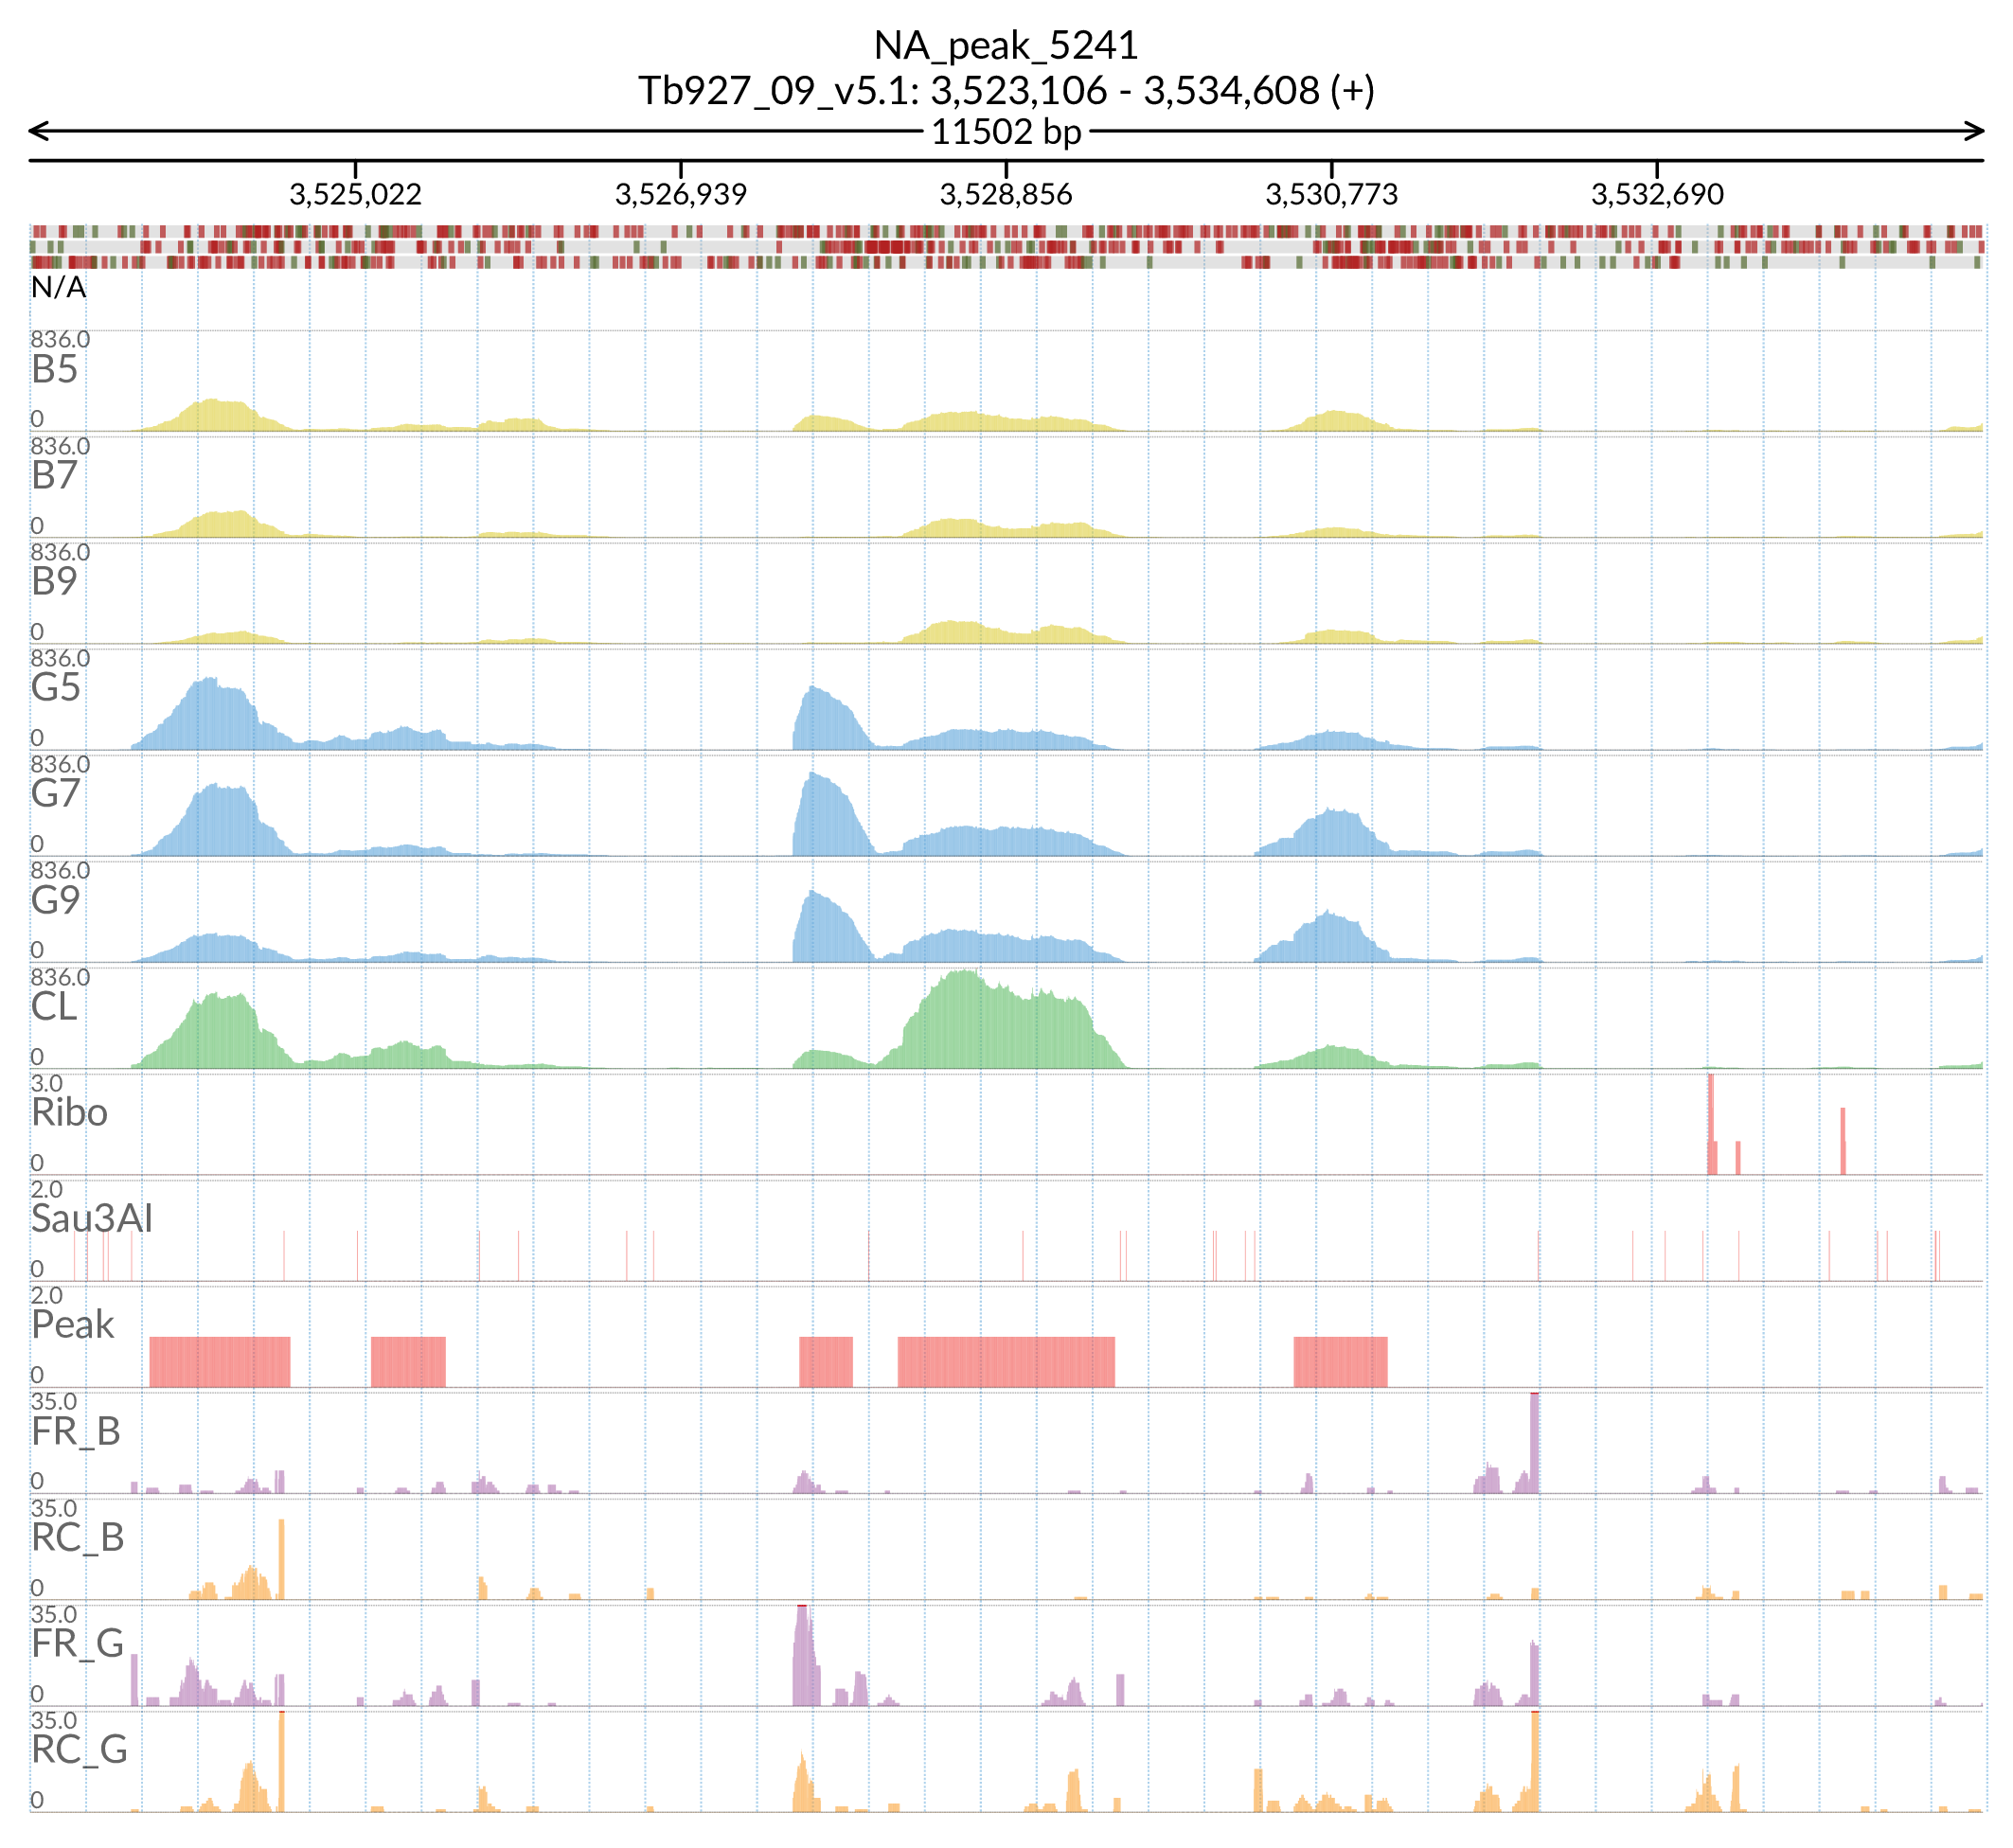 NA_peak_5241
Tb927_09_v5.1: 3,523,106 - 3,534,608 (+)
11502 bp
3,525,022 3,526,939 3,528,856 3,530,773 3,532,690
N/A
836.0
B5
0
836.0
B7
0
836.0
B9
0
836.0
G5
0
836.0
G7
0
836.0
G9
0
836.0
CL
0
3.0
Ribo
0
2.0
Sau3AI
0
2.0
Peak
0
35.0
FR_B
0
35.0
RC_B
0
35.0
FR_G
0
35.0
RC_G
0